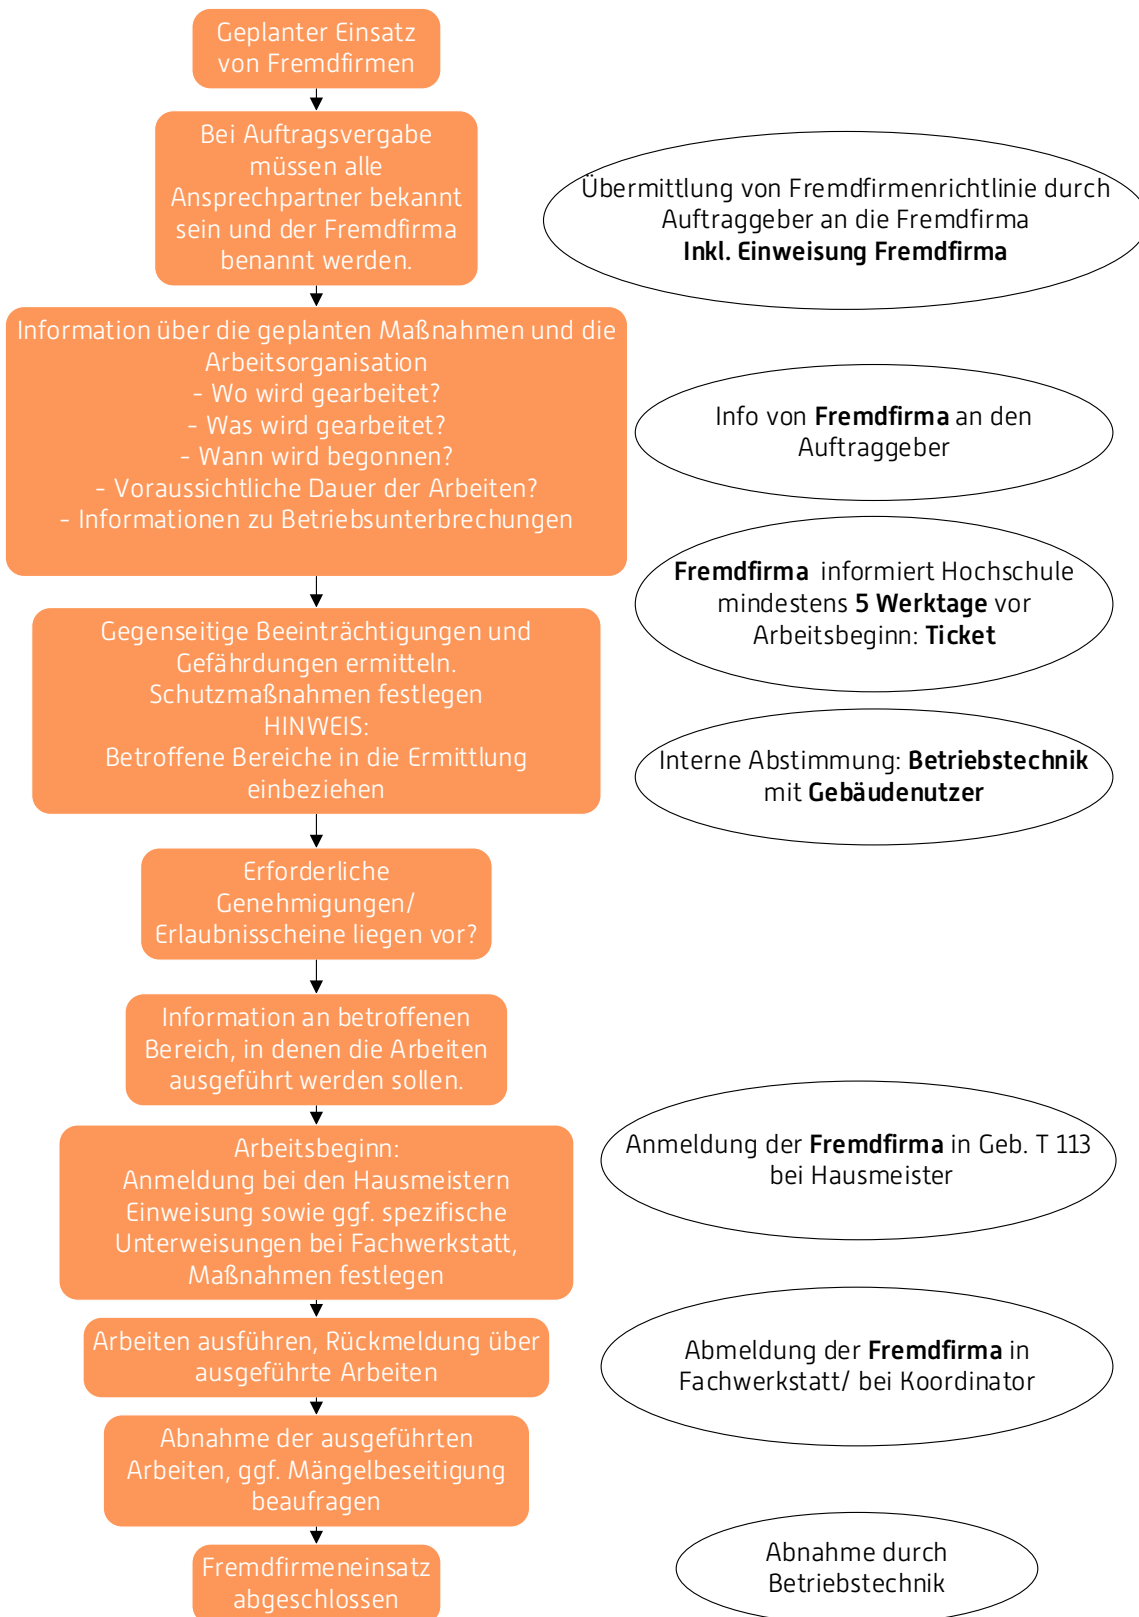 Geplanter Einsatz
von Fremdfirmen
Bei Auftragsvergabe
müssen alle
Ansprechpartner bekannt
sein und der Fremdfirma
benannt werden.
Übermittlung von Fremdfirmenrichtlinie durch
Auftraggeber an die Fremdfirma
Inkl. Einweisung Fremdfirma
Information über die geplanten Maßnahmen und die
Arbeitsorganisation
- Wo wird gearbeitet?
- Was wird gearbeitet?
- Wann wird begonnen?
- Voraussichtliche Dauer der Arbeiten?
- Informationen zu Betriebsunterbrechungen
Info von Fremdfirma an den
Auftraggeber
Fremdfirma informiert Hochschule
mindestens 5 Werktage vor
Arbeitsbeginn: Ticket
Gegenseitige Beeinträchtigungen und
Gefährdungen ermitteln.
Schutzmaßnahmen festlegen
HINWEIS:
Betroffene Bereiche in die Ermittlung
einbeziehen
Interne Abstimmung: Betriebstechnik
mit Gebäudenutzer
Erforderliche
Genehmigungen/
Erlaubnisscheine liegen vor?
Information an betroffenen
Bereich, in denen die Arbeiten
ausgeführt werden sollen.
Arbeitsbeginn:
Anmeldung bei den Hausmeistern
Einweisung sowie ggf. spezifische
Unterweisungen bei Fachwerkstatt,
Maßnahmen festlegen
Anmeldung der Fremdfirma in Geb. T 113
bei Hausmeister
Arbeiten ausführen, Rückmeldung über
ausgeführte Arbeiten
Abmeldung der Fremdfirma in
Fachwerkstatt/ bei Koordinator
Abnahme der ausgeführten
Arbeiten, ggf. Mängelbeseitigung
beaufragen
Fremdfirmeneinsatz
abgeschlossen
Abnahme durch
Betriebstechnik